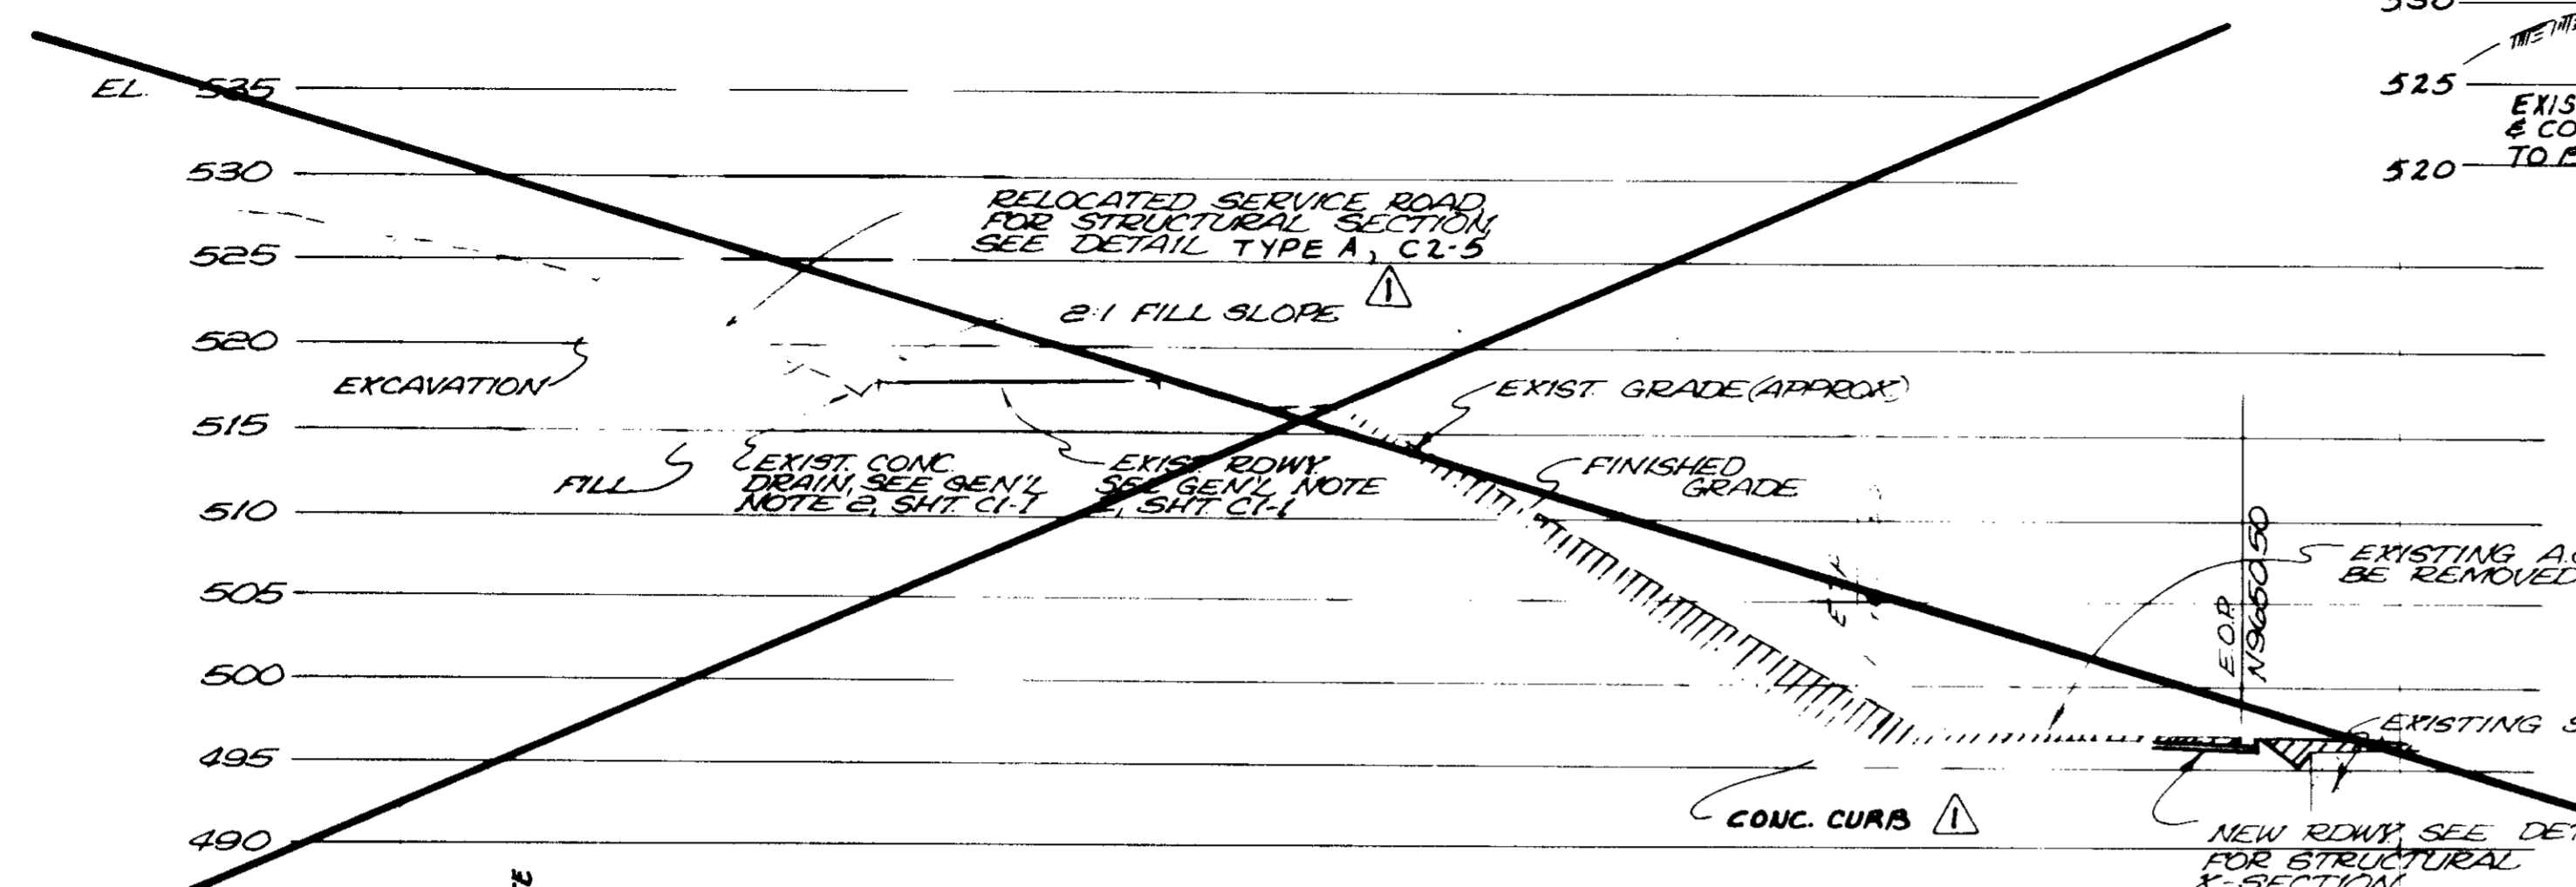 EL. 535
530
RELOCATED SERVICE ROAD,
FOR STRUCTURAL SECTION,
SEE DETAIL TYPE A, C2-5
1
525
2:1 FILL SLOPE
520
EXCAVATION
EXIST. GRADE (APPROX.)
515
FILL
EXIST. CONC.
DRAIN, SEE GEN'L
NOTE 2, SHT. C1-1
EXIST. RDWY.
SEE GEN'L NOTE
2, SHT. C1-1
FINISHED
GRADE
510
505
EXISTING A.C
BE REMOVED
E.O.P.
N9650.50
500
EXISTING S
495
CONC. CURB 1
490
NEW RDWY, SEE DET
FOR STRUCTURAL
X-SECTION
530
525
EXIS
& CO
TO B
520